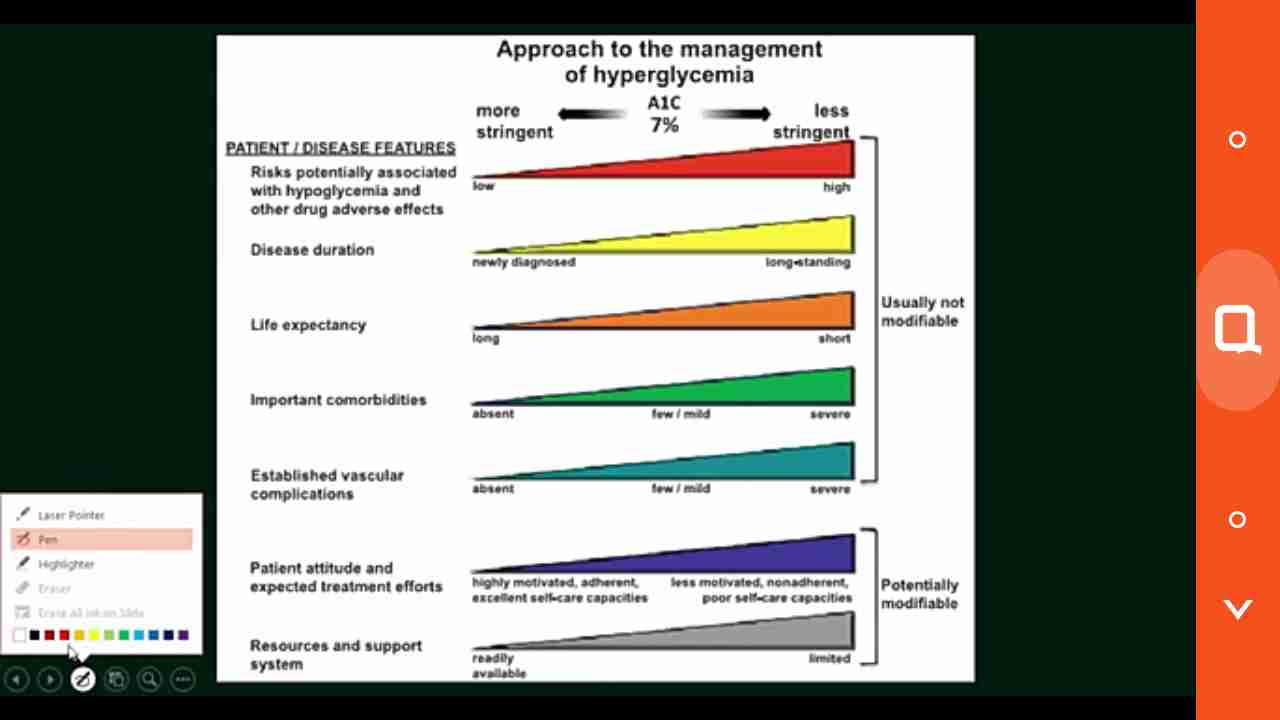 Approach to the management
of hyperglycemia
more
stringent
A1C
7%
less
stringent
PATIENT / DISEASE FEATURES
Risks potentially associated
with hypoglycemia and
other drug adverse effects
low
high
Disease duration
newly diagnosed
long-standing
Life expectancy
long
short
Usually not
modifiable
Important comorbidities
absent
few / mild
severe
Established vascular
complications
absent
few / mild
severe
Patient attitude and
expected treatment efforts
highly motivated, adherent,
excellent self-care capacities
less motivated, nonadherent,
poor self-care capacities
Potentially
modifiable
Resources and support
system
readily
available
limited
Laser Pointer
Pen
Highlighter
Eraser
Erase All Ink on Slide